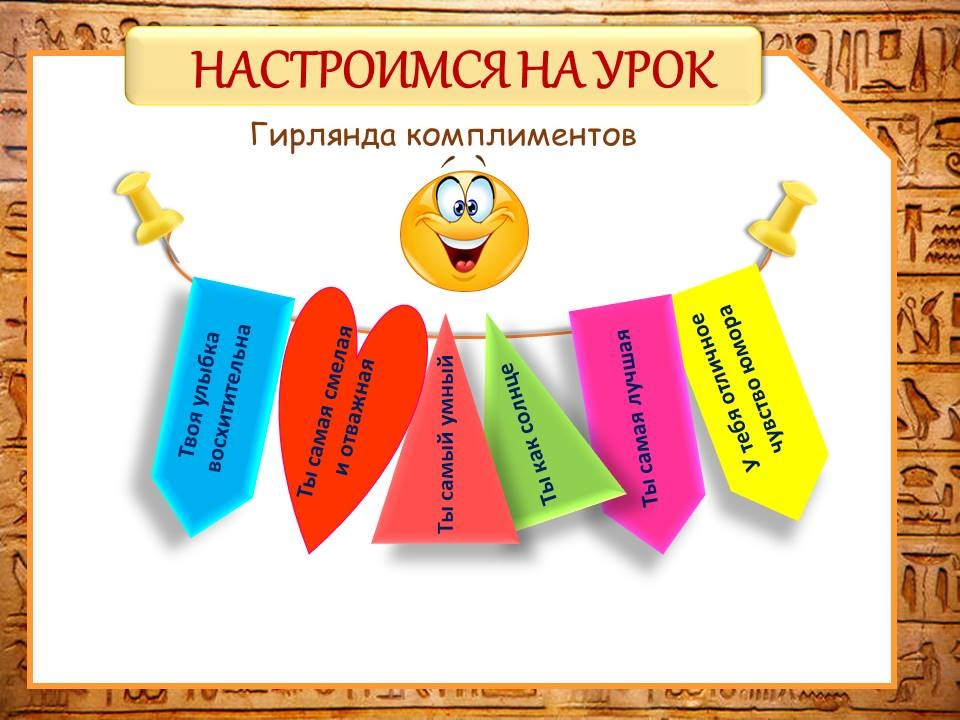 НАСТРОИМСЯ НА УРОК
Гирлянда комплиментов
Твоя улыбка
восхитительна
Ты самая смелая
и отважная
Ты самый умный
Ты как солнце
Ты самая лучшая
у тебя отличное
чувство юмора